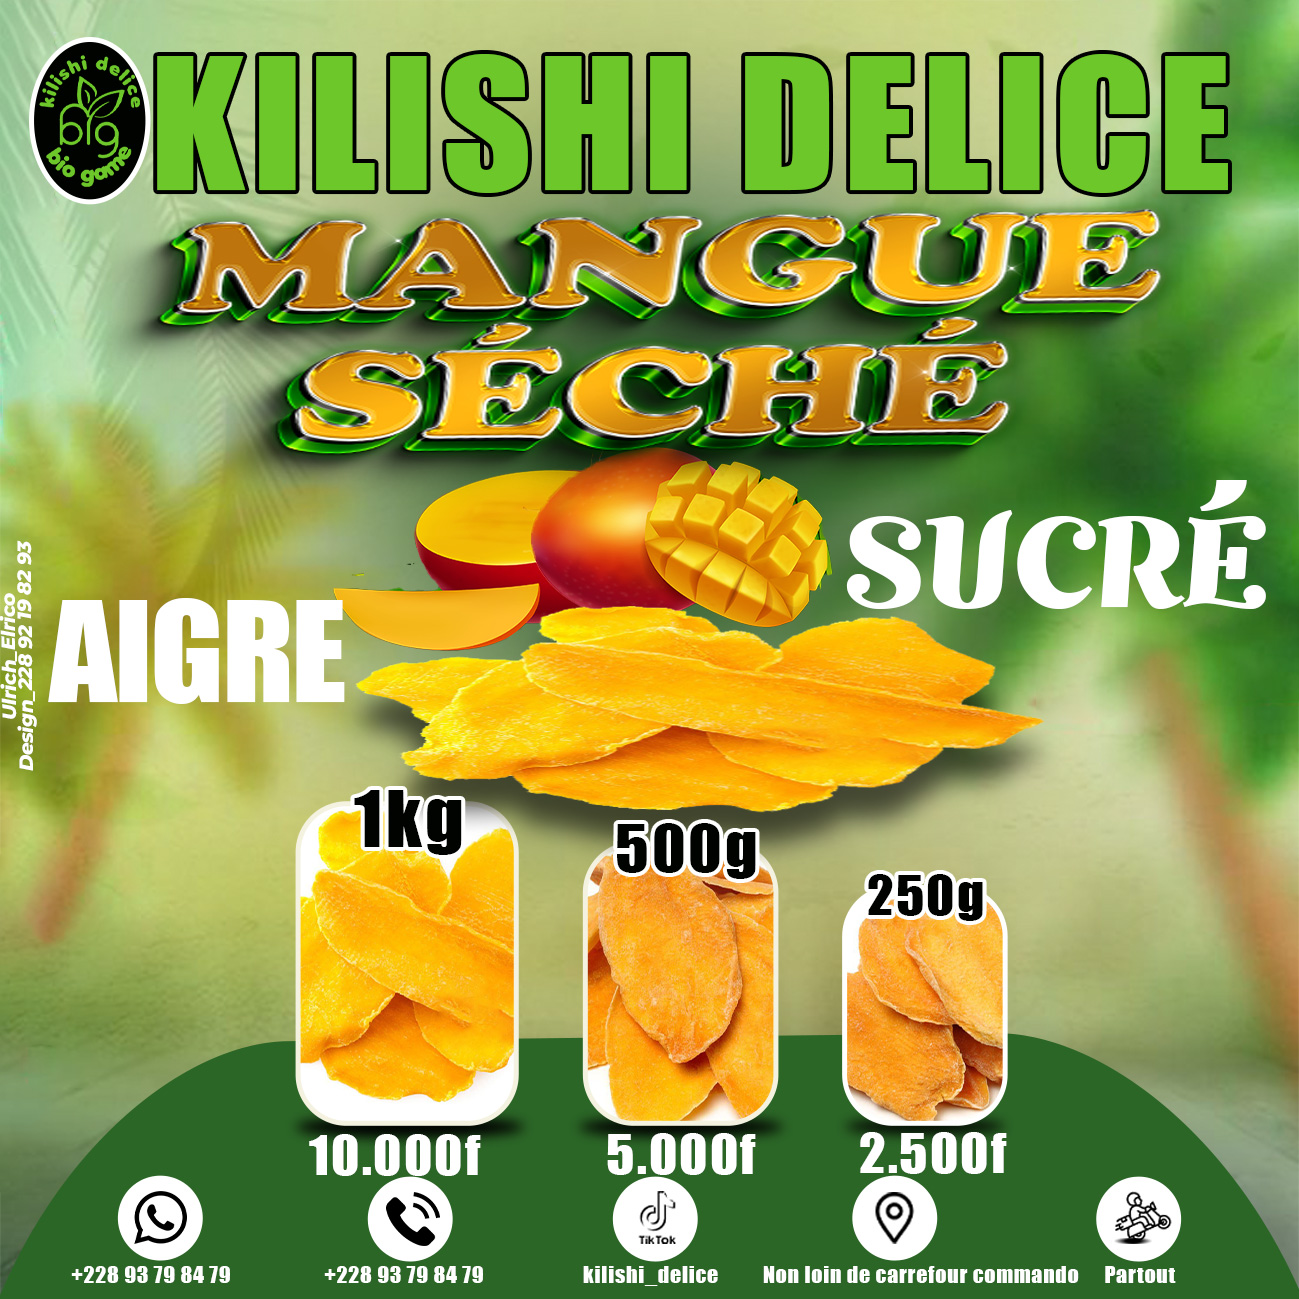 kilishi delice
big
bio game
KILISHI DELICE
MANGUE
SÉCHÉ
SUCRÉ
AIGRE
Ulrich_Elrico
Design_228 92 19 82 93
1kg
500g
250g
10.000f
5.000f
2.500f
TikTok
+228 93 79 84 79
+228 93 79 84 79
kilishi_delice
Non loin de carrefour commando
Partout